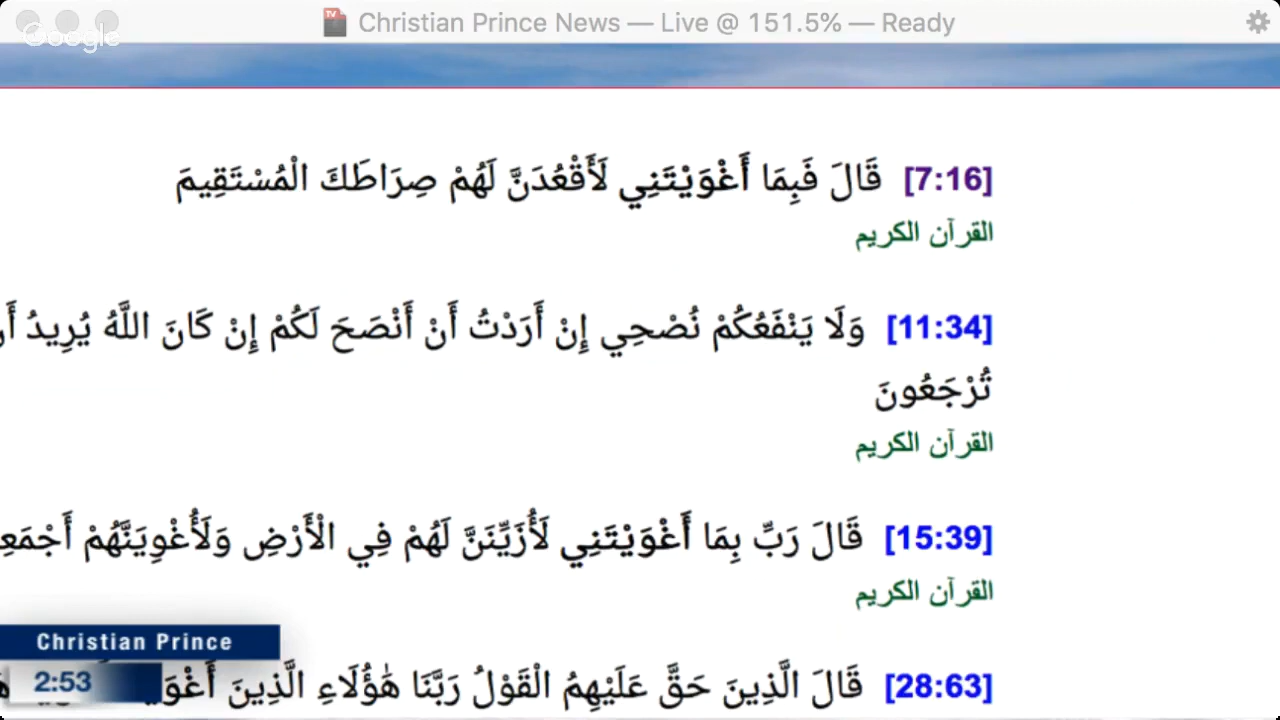 Christian Prince News — Live @ 151.5% — Ready
Google
[7:16] قَالَ فَبِمَا أَغْوَيْتَنِي لَأَقْعُدَنَّ لَهُمْ صِرَاطَكَ الْمُسْتَقِيمَ
القرآن الكريم
[11:34] وَلَا يَنْفَعُكُمْ نُصْحِي إِنْ أَرَدْتُ أَنْ أَنْصَحَ لَكُمْ إِنْ كَانَ اللَّهُ يُرِيدُ
تُرْجَعُونَ
القرآن الكريم
[15:39] قَالَ رَبِّ بِمَا أَغْوَيْتَنِي لَأُزَيِّنَنَّ لَهُمْ فِي الْأَرْضِ وَلَأُغْوِيَنَّهُمْ
القرآن الكريم
[28:63] قَالَ الَّذِينَ حَقَّ عَلَيْهِمُ الْقَوْلُ رَبَّنَا هَٰؤُلَاءِ الَّذِينَ
Christian Prince
2:53